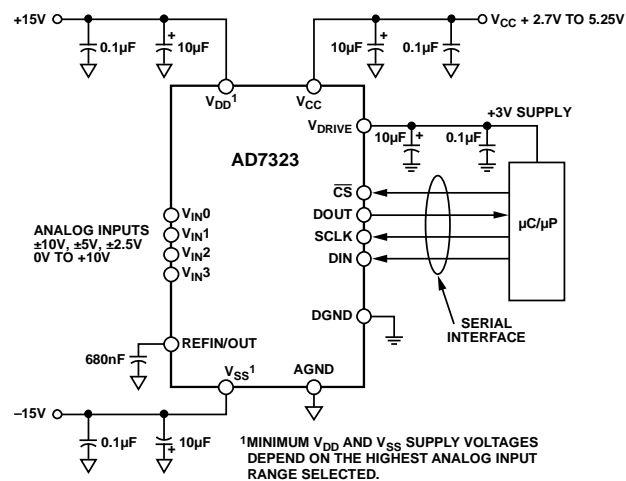 +15V
0.1µF
10µF
+
VDD1
VCC + 2.7V TO 5.25V
10µF
+
0.1µF
VCC
VDRIVE
+3V SUPPLY
10µF
+
0.1µF
AD7323
CS
DOUT
SCLK
DIN
µC/µP
ANALOG INPUTS
±10V, ±5V, ±2.5V
0V TO +10V
VIN0
VIN1
VIN2
VIN3
DGND
SERIAL
INTERFACE
REFIN/OUT
680nF
VSS1
AGND
–15V
0.1µF
10µF
+
1MINIMUM VDD AND VSS SUPPLY VOLTAGES
DEPEND ON THE HIGHEST ANALOG INPUT
RANGE SELECTED.